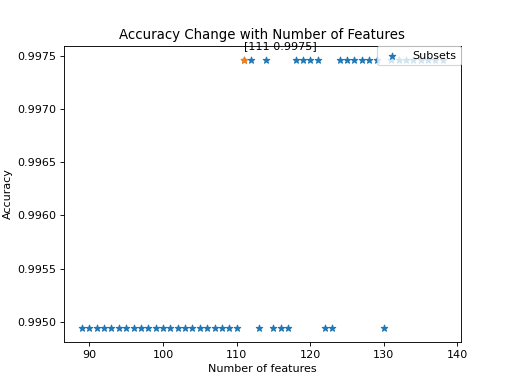 Accuracy Change with Number of Features
[111 0.9975]
Subsets
0.9975
0.9970
0.9965
0.9960
0.9955
0.9950
Accuracy
90 100 110 120 130 140
Number of features